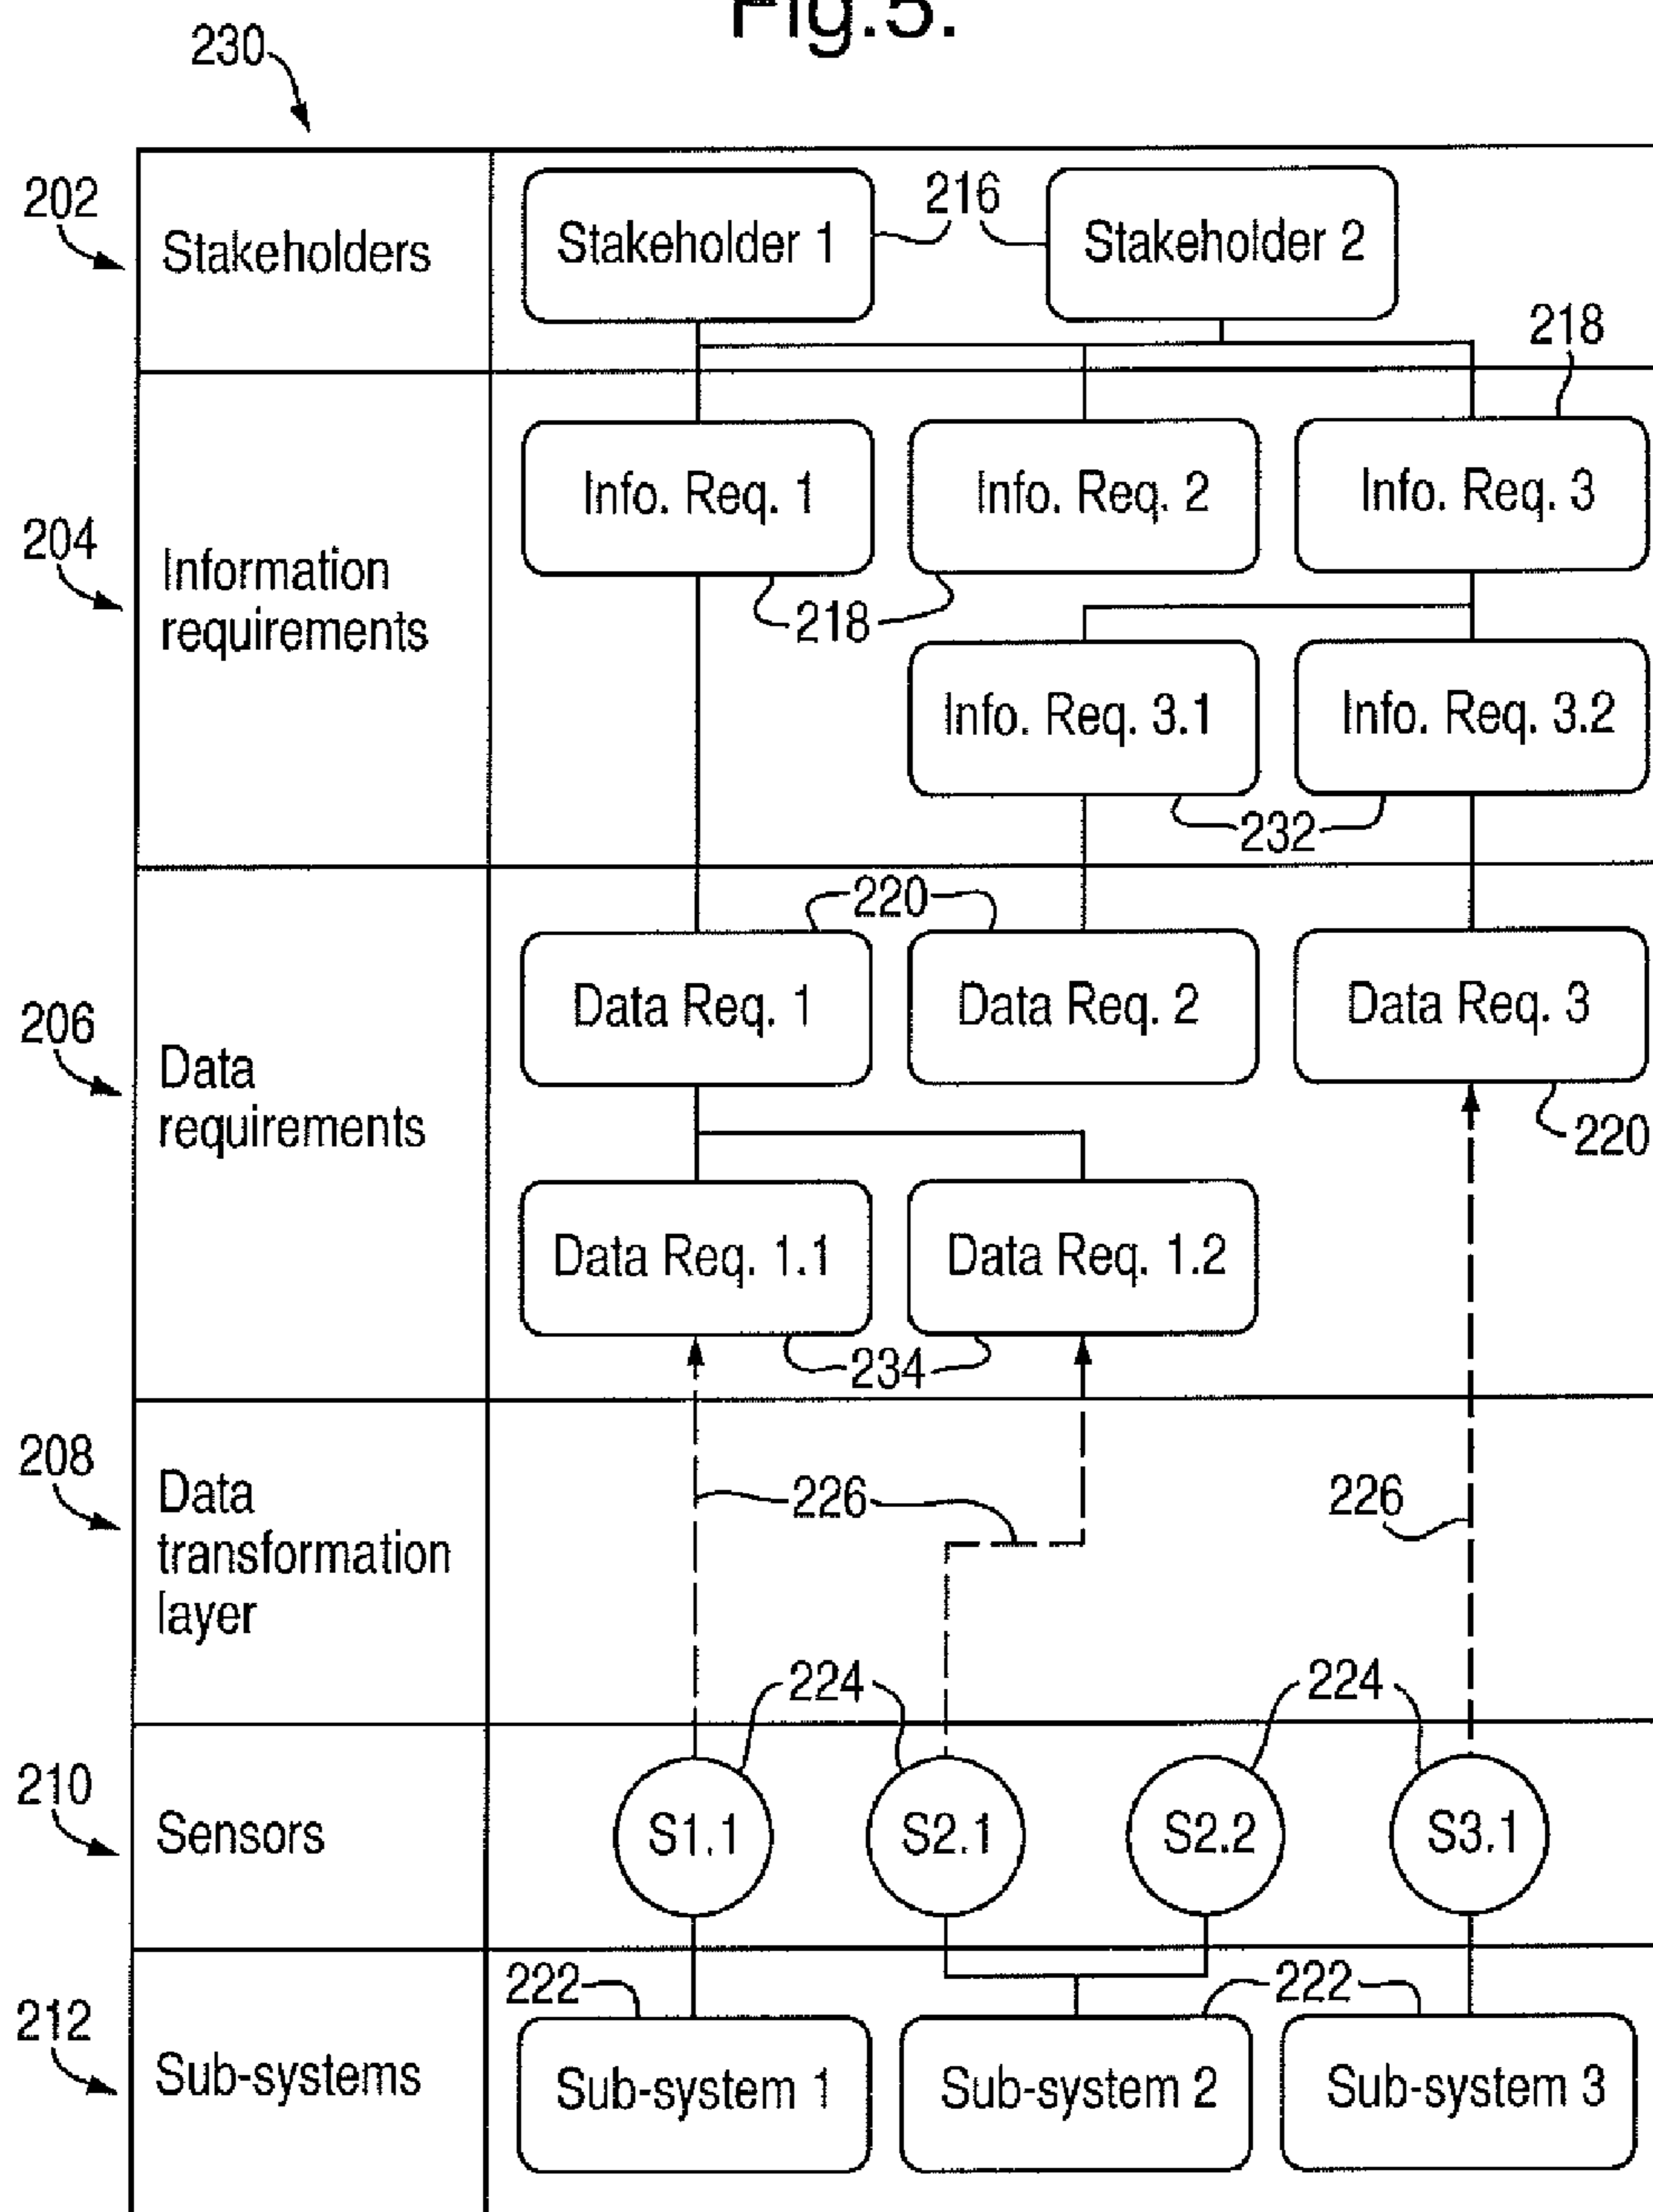 Fig.5.
230
202
Stakeholders
Stakeholder 1
216
Stakeholder 2
218
204
Information
requirements
Info. Req. 1
Info. Req. 2
Info. Req. 3
218
Info. Req. 3.1
Info. Req. 3.2
232
206
Data
requirements
220
Data Req. 1
Data Req. 2
Data Req. 3
220
Data Req. 1.1
Data Req. 1.2
234
208
Data
transformation
layer
226
226
224
224
210
Sensors
S1.1
S2.1
S2.2
S3.1
212
Sub-systems
222
222
Sub-system 1
Sub-system 2
Sub-system 3